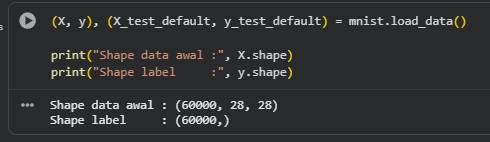 (X, y), (X_test_default, y_test_default) = mnist.load_data()
print("Shape data awal :", X.shape)
print("Shape label     :", y.shape)
Shape data awal : (60000, 28, 28)
Shape label     : (60000,)